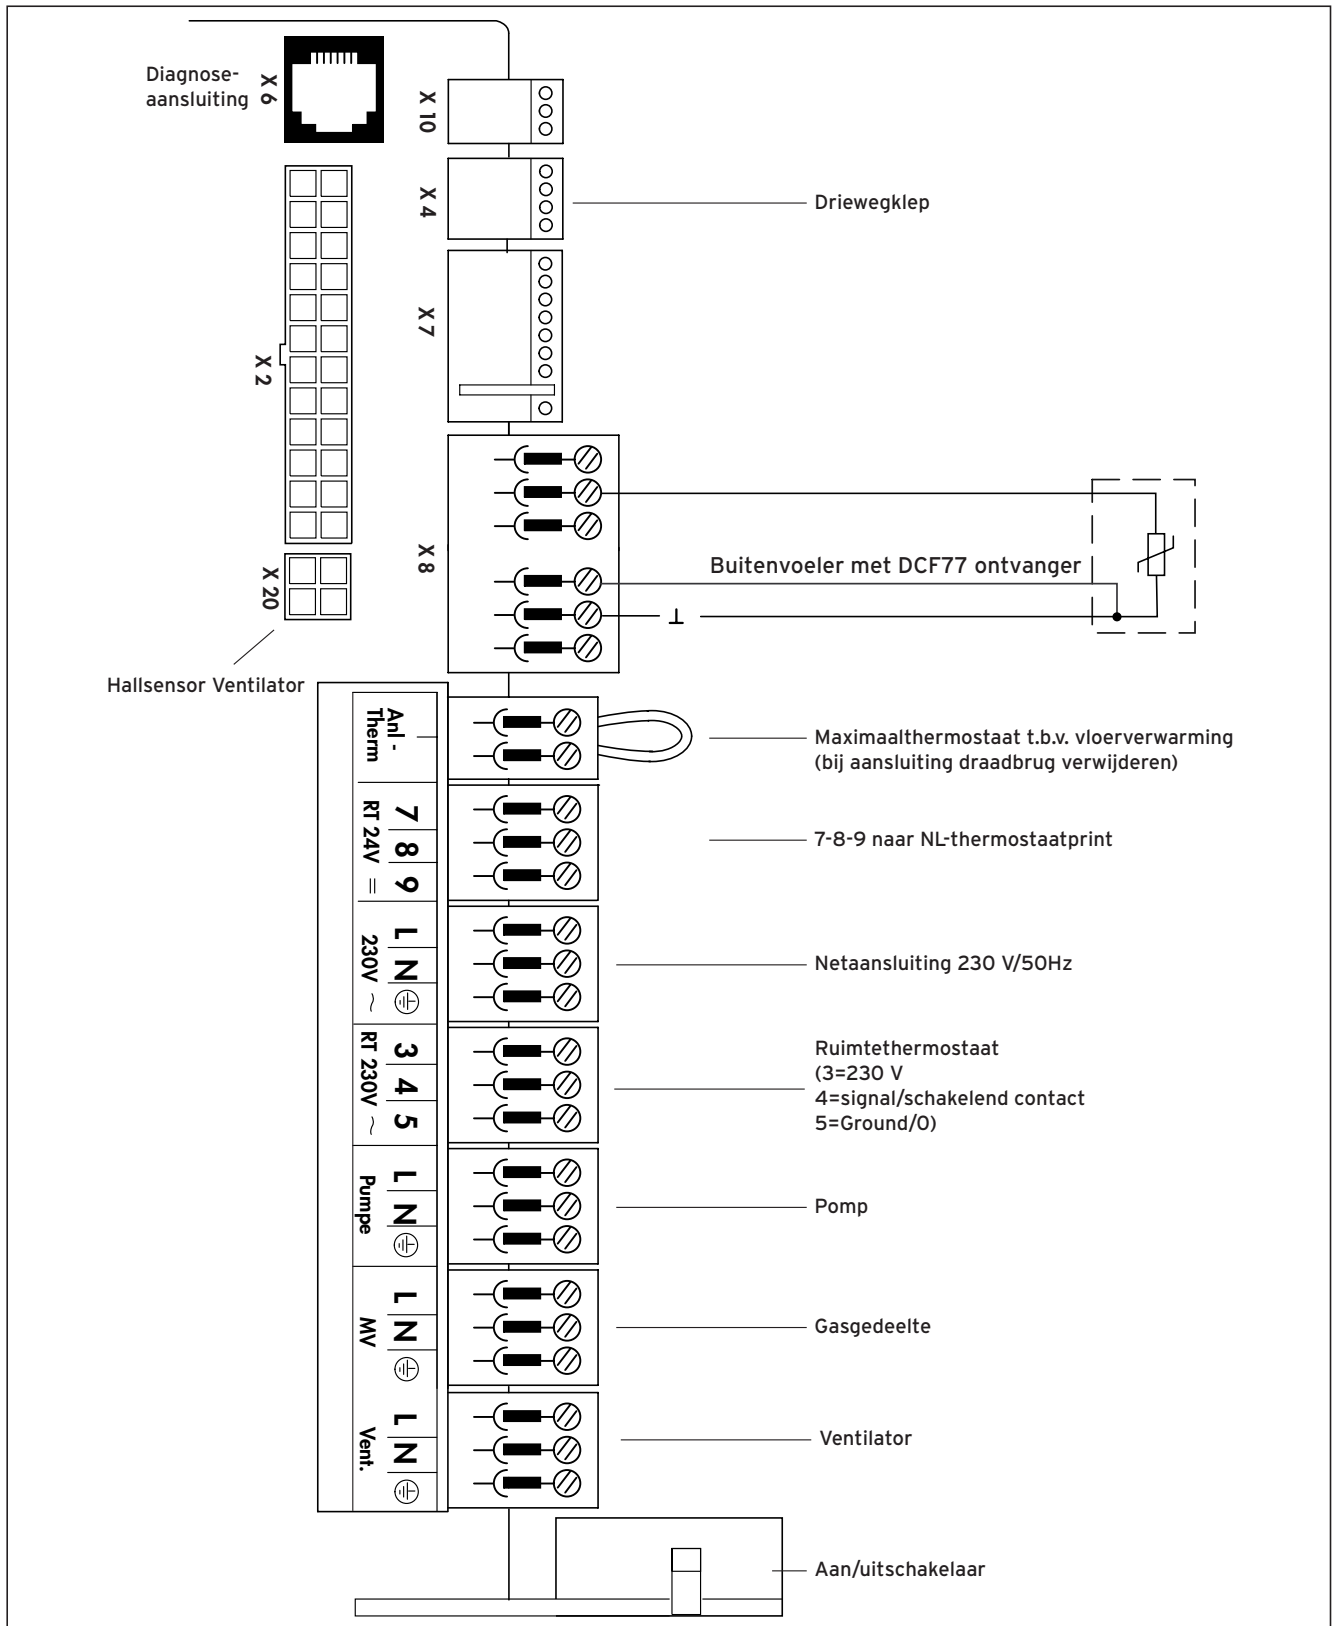 Diagnose-
aansluiting
X 6
X 10
X 4
Driewegklep
X 7
X 2
X 8
Buitenvoeler met DCF77 ontvanger
X 20
Hallsensor Ventilator
Anl -
Therm
Maximaalthermostaat t.b.v. vloerverwarming
(bij aansluiting draadbrug verwijderen)
7 8 9
RT 24V =
7-8-9 naar NL-thermostaatprint
L N
230V ~
Netaansluiting 230 V/50Hz
3 4 5
RT 230V ~
Ruimtethermostaat
(3=230 V
4=signal/schakelend contact
5=Ground/0)
L N
Pumpe
Pomp
L N
MV
Gasgedeelte
L N
Vent.
Ventilator
Aan/uitschakelaar